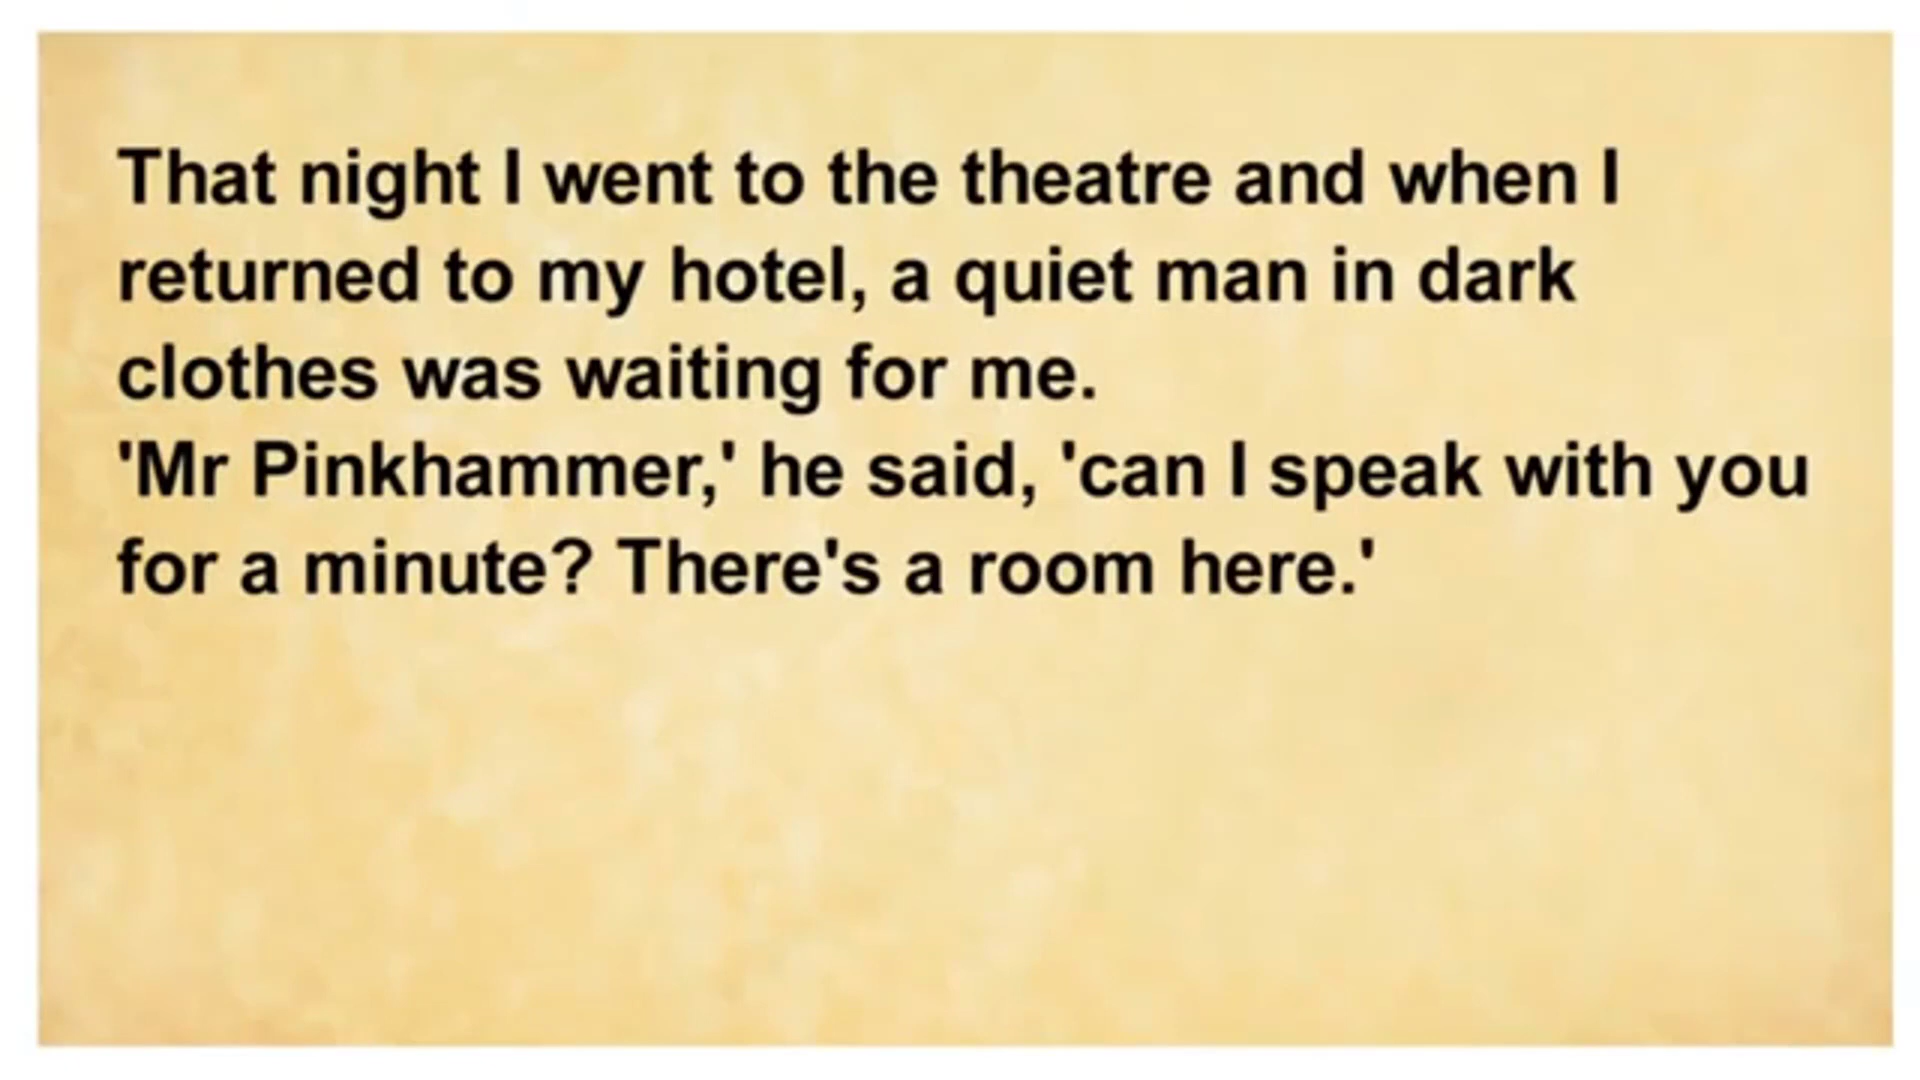 That night I went to the theatre and when I
returned to my hotel, a quiet man in dark
clothes was waiting for me.
'Mr Pinkhammer,' he said, 'can I speak with you
for a minute? There's a room here.'